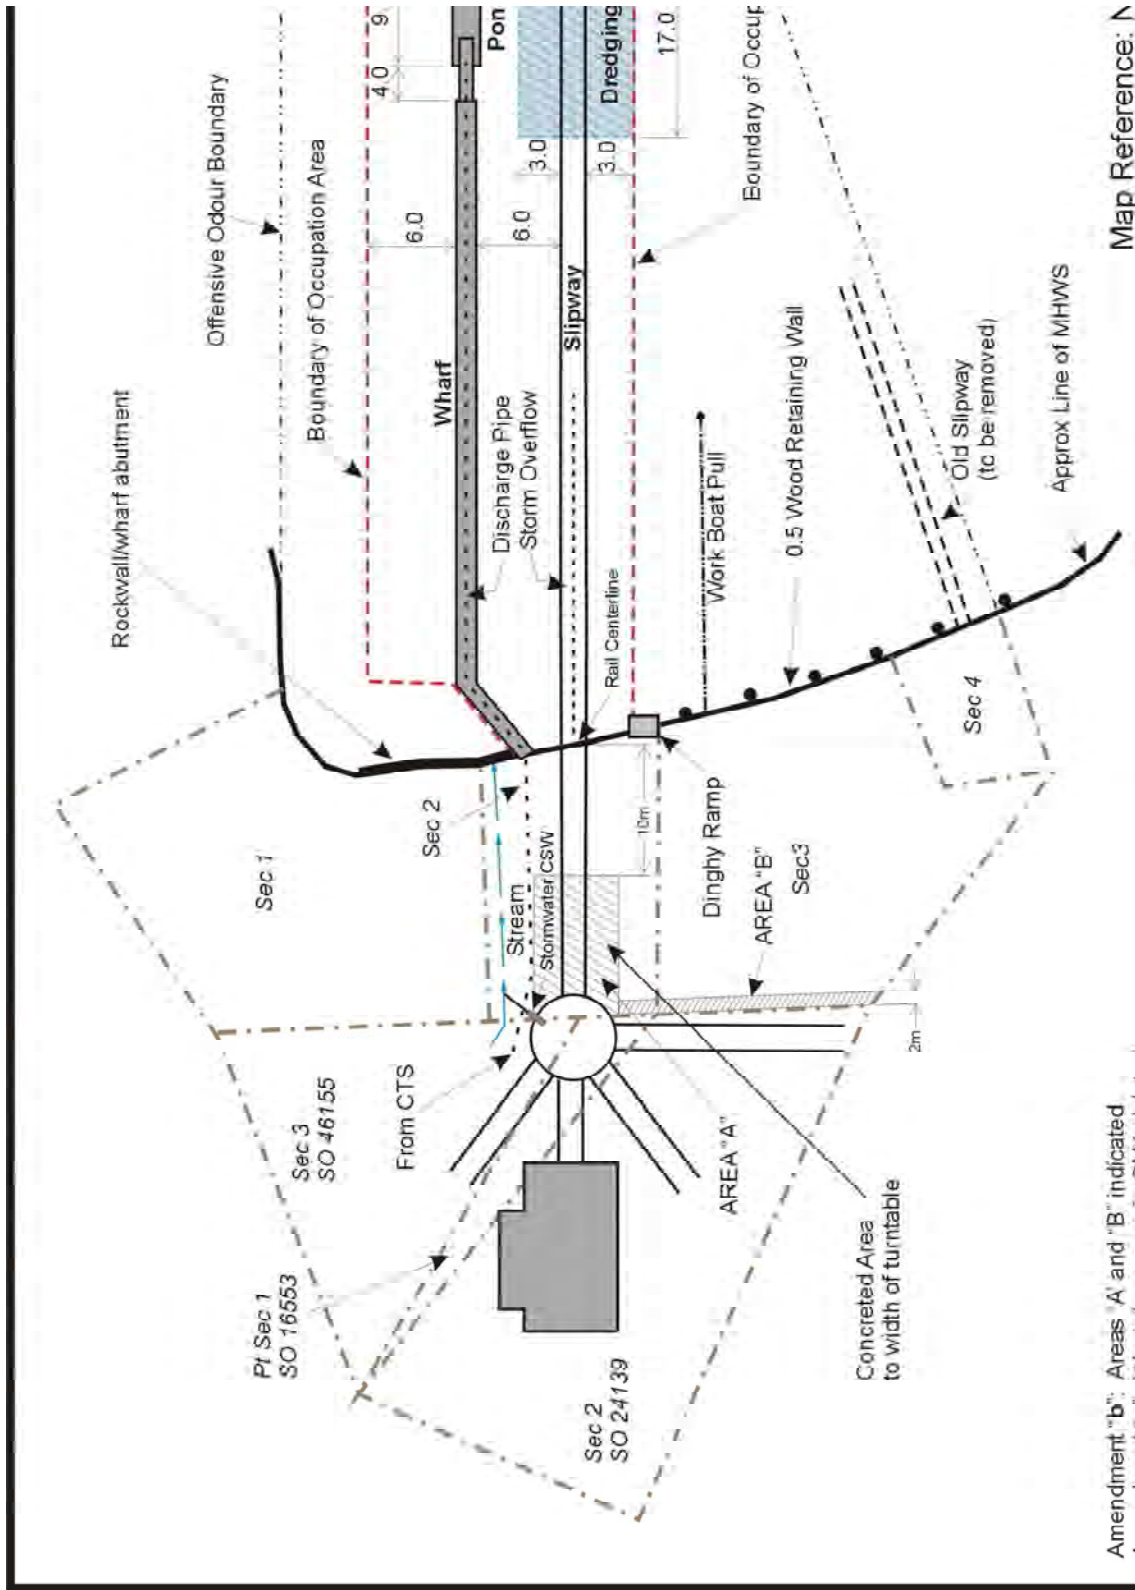 Rockwall/wharf abutment
Offensive Odour Boundary
Boundary of Occupation Area
9
4.0
Pon
6.0
Wharf
6.0
Discharge Pipe
Storm Overflow
Slipway
3.0
3.0
Dredging
17.0
Boundary of Occup
Rail Centerline
Work Boat Pull
0.5 Wood Retaining Wall
Old Slipway
(to be removed)
Approx Line of MHWS
Map Reference: N
Sec 1
Sec 2
Stream
Stormwater CSW
10m
Dinghy Ramp
AREA "B"
Sec3
Sec 4
2m
Sec 3
SO 46155
From CTS
Pt Sec 1
SO 16553
AREA "A"
Concreted Area
to width of turntable
Sec 2
SO 24139
Amendment "b": Areas 'A' and "B" indicated